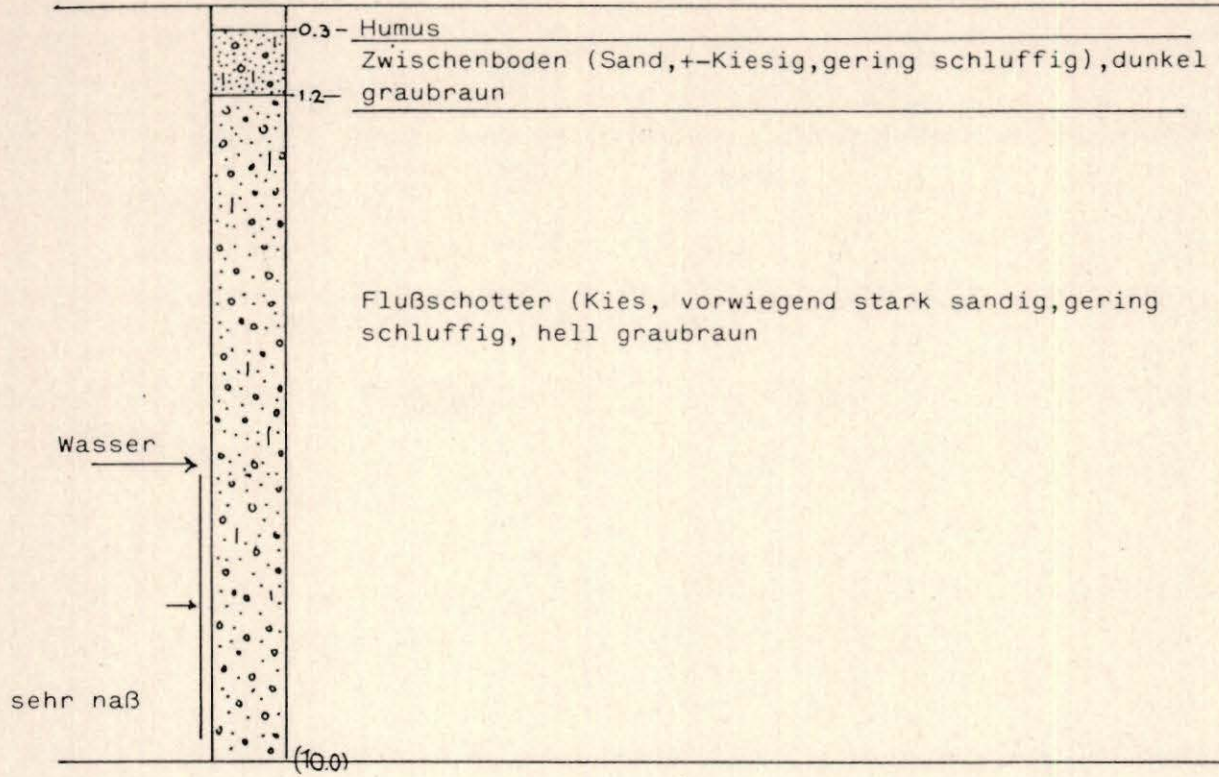 0.3 Humus
Zwischenboden (Sand,+-Kiesig,gering schluffig),dunkel
1.2 graubraun
Flußschotter (Kies, vorwiegend stark sandig,gering
schluffig, hell graubraun
Wasser
sehr naß
(10.0)